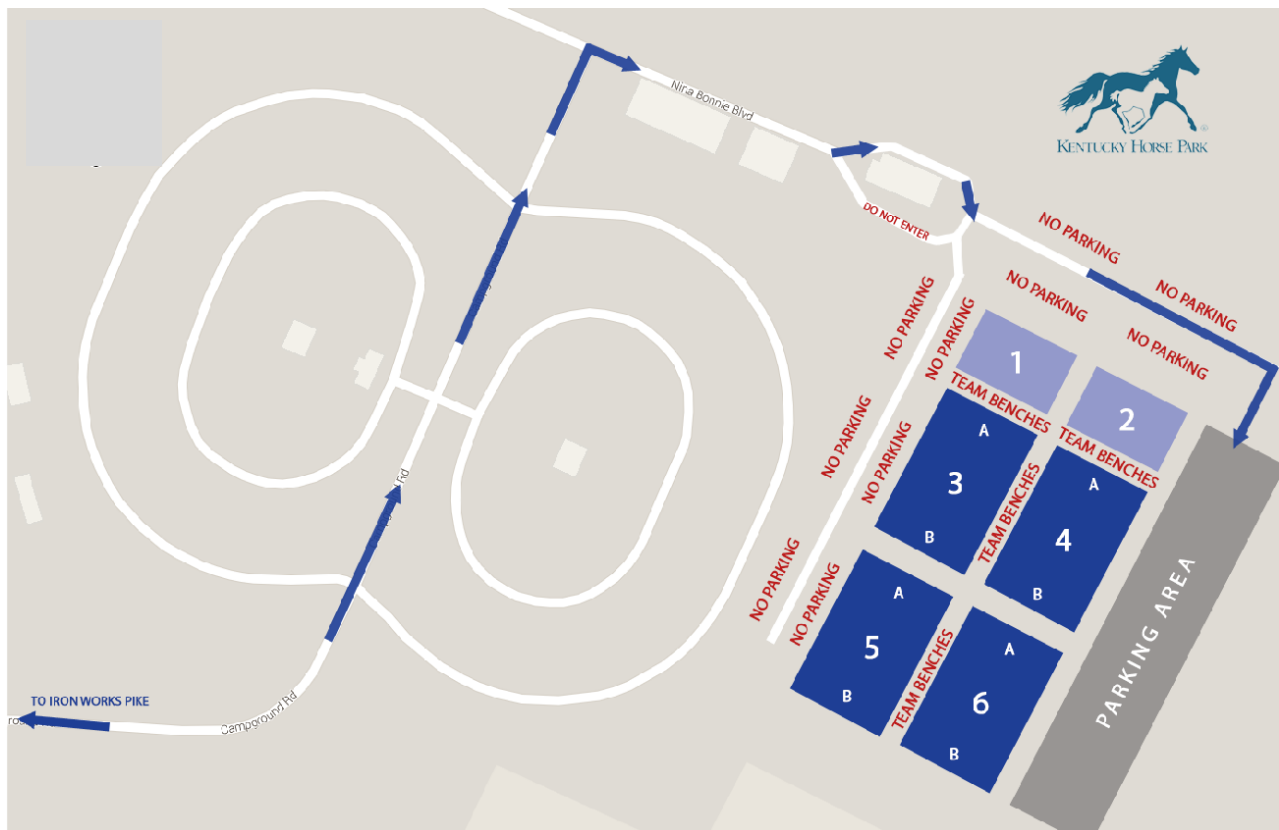 Nina Bonnie Blvd
KENTUCKY HORSE PARK
DO NOT ENTER
NO PARKING
NO PARKING
NO PARKING
NO PARKING
NO PARKING
NO PARKING
1
TEAM BENCHES
2
TEAM BENCHES
NO PARKING
NO PARKING
A
3
B
TEAM BENCHES
A
4
B
Rd
NO PARKING
NO PARKING
A
5
B
TEAM BENCHES
A
6
B
PARKING AREA
TO IRON WORKS PIKE
Campground Rd